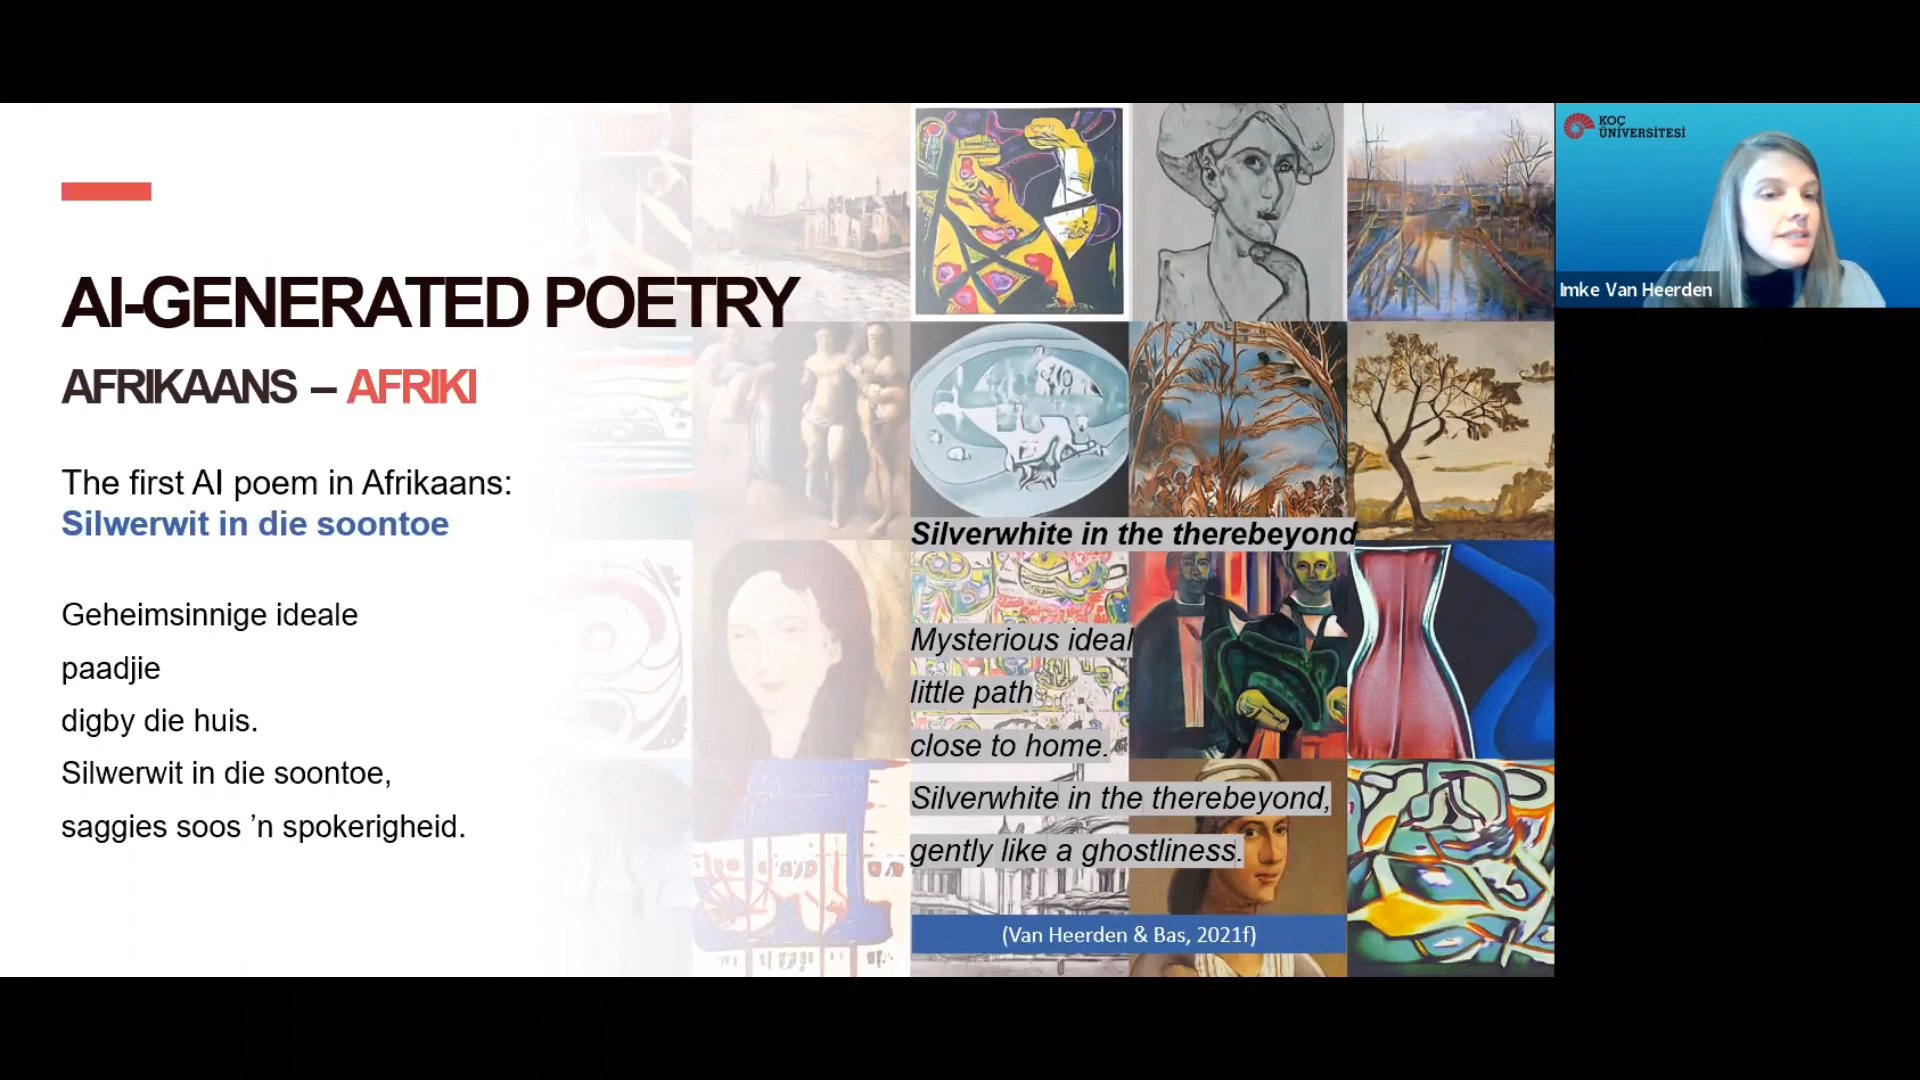 AI-GENERATED POETRY
AFRIKAANS – AFRIKI
The first AI poem in Afrikaans:
Silwerwit in die soontoe
Geheimsinnige ideale
paadjie
digby die huis.
Silwerwit in die soontoe,
saggies soos ’n spokerigheid.
Silverwhite in the therebeyond
Mysterious ideal
little path
close to home.
Silverwhite in the therebeyond,
gently like a ghostliness.
(Van Heerden & Bas, 2021f)
KOÇ
ÜNİVERSİTESİ
Imke Van Heerden